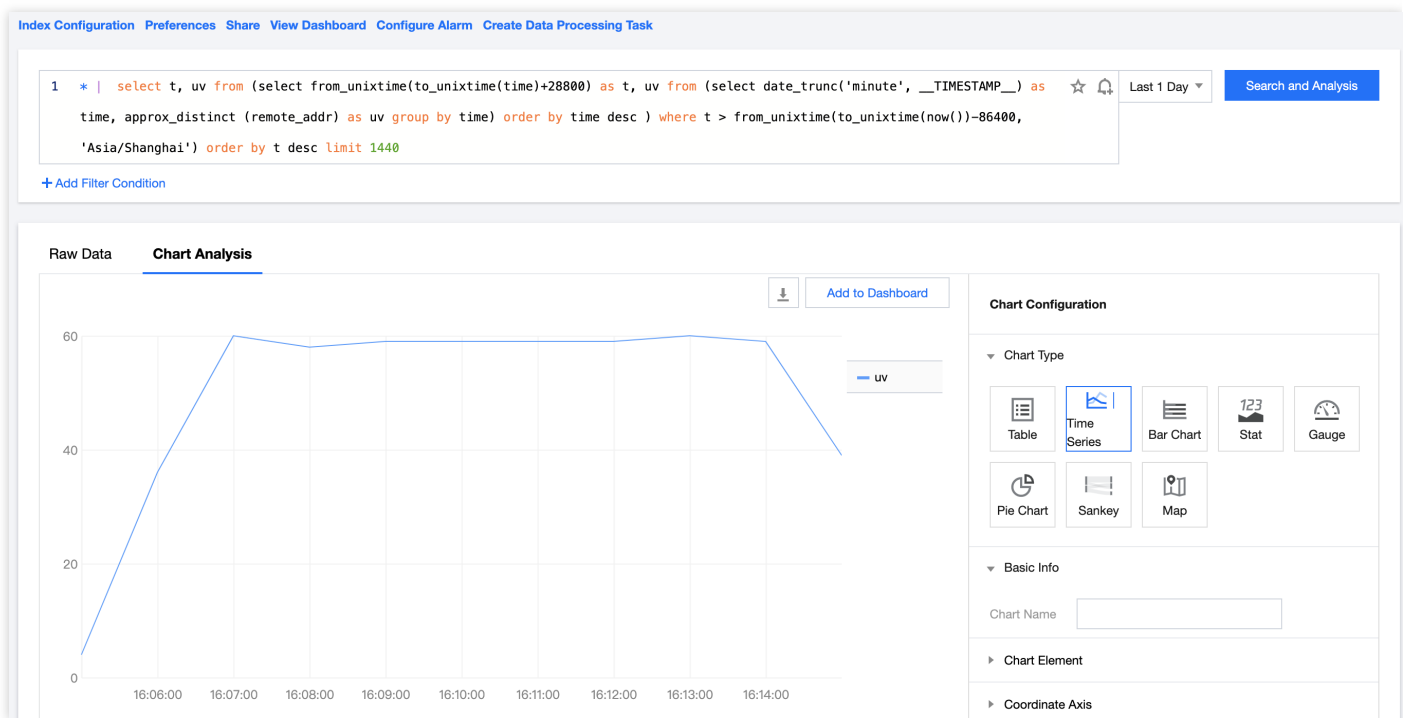 Index Configuration Preferences Share View Dashboard Configure Alarm Create Data Processing Task
1 * | select t, uv from (select from_unixtime(to_unixtime(time)+28800) as t, uv from (select date_trunc('minute', __TIMESTAMP__) as
time, approx_distinct (remote_addr) as uv group by time) order by time desc ) where t > from_unixtime(to_unixtime(now())-86400,
'Asia/Shanghai') order by t desc limit 1440
Last 1 Day
Search and Analysis
Add Filter Condition
Raw Data Chart Analysis
Add to Dashboard
60
40
20
0
16:06:00 16:07:00 16:08:00 16:09:00 16:10:00 16:11:00 16:12:00 16:13:00 16:14:00
uv
Chart Configuration
Chart Type
Table
Time
Series
Bar Chart
123
Stat
Gauge
Pie Chart
Sankey
Map
Basic Info
Chart Name
Chart Element
Coordinate Axis